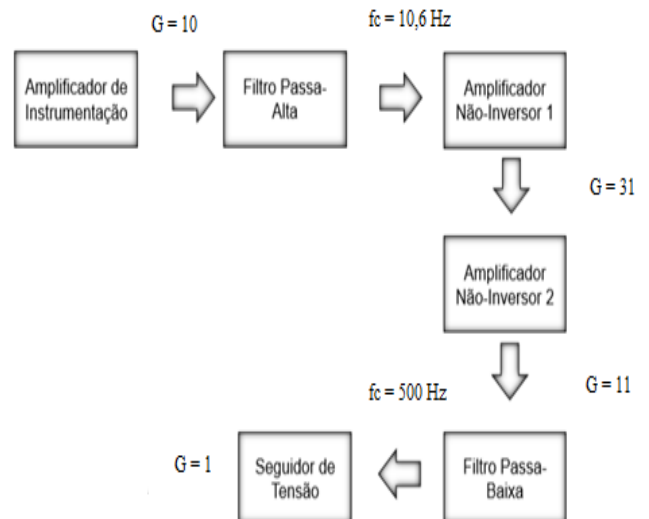 G = 10
fc = 10,6 Hz
Amplificador de
Instrumentação
Filtro Passa-
Alta
Amplificador
Não-Inversor 1
G = 31
Amplificador
Não-Inversor 2
G = 11
fc = 500 Hz
Filtro Passa-
Baixa
G = 1
Seguidor de
Tensão